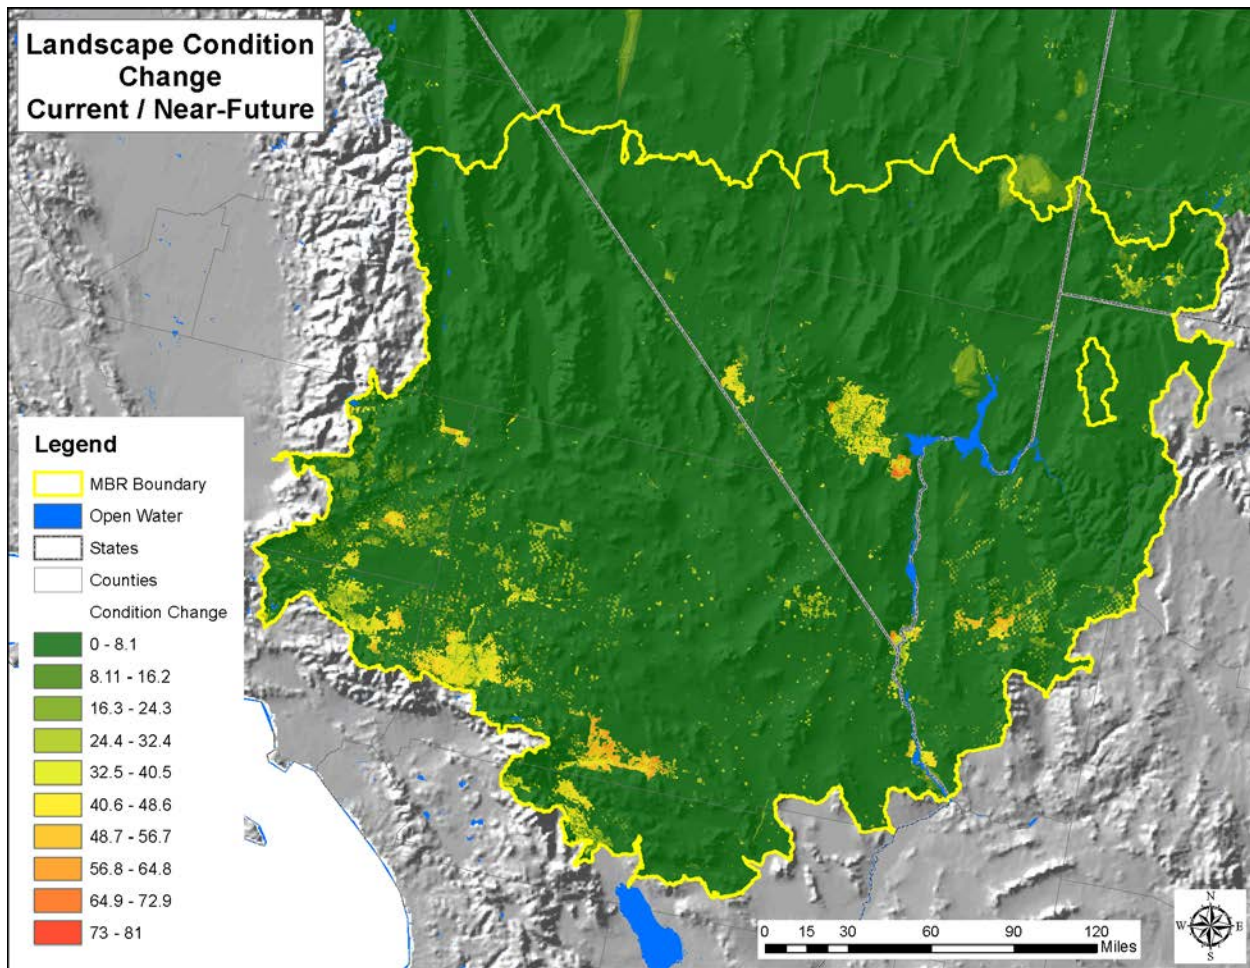 Landscape Condition
Change
Current / Near-Future
Legend
MBR Boundary
Open Water
States
Counties
Condition Change
0 - 8.1
8.11 - 16.2
16.3 - 24.3
24.4 - 32.4
32.5 - 40.5
40.6 - 48.6
48.7 - 56.7
56.8 - 64.8
64.9 - 72.9
73 - 81
0 15 30 60 90 120
Miles
N
W E
S